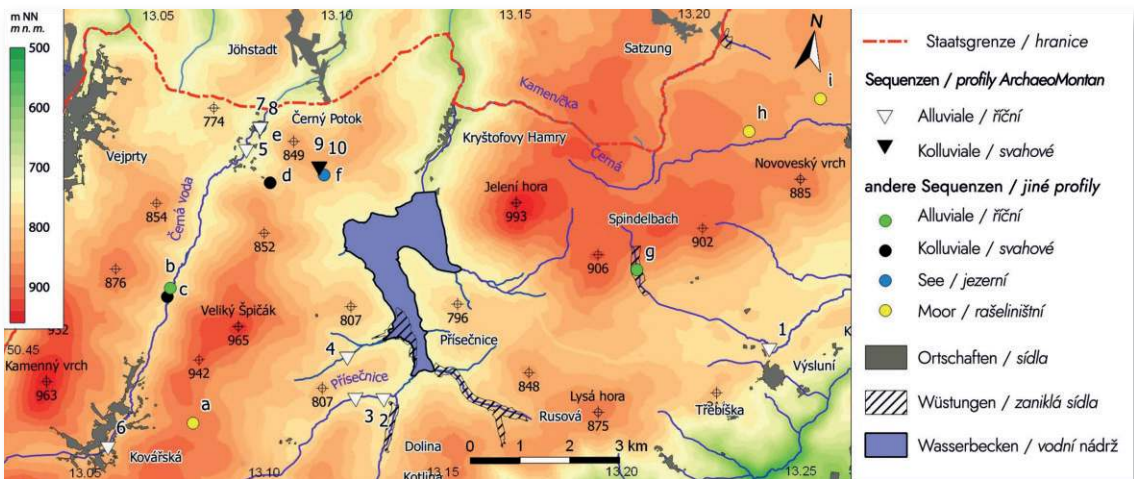 m NN
m n. m.
500
600
700
800
900
13.05
13.10
13.15
13.20
N
Jöhstadt
Satzung
i
h
Kamenička
7
8
774
Černý Potok
e
5
849
9
10
Kryštofovy Hamry
Černá
Vejprty
d
f
Novoveský vrch
885
Jelení hora
993
854
Černá voda
852
Spindelbach
902
876
b
c
906
g
Veliký Špičák
965
807
796
932
50.45
Kamenný vrch
963
942
4
Přísečnice
1
Výsluní
K
Přísečnice
807
848
3
2
Lysá hora
875
Rusová
Třebíška
a
6
Kovářská
Dolina
Kotlina
0
1
2
3 km
13.05
13.10
13.15
13.20
13.25
Staatsgrenze / hranice
Sequenzen / profily ArchaeoMontan
Alluviale / říční
Kolluviale / svahové
andere Sequenzen / jiné profily
Alluviale / říční
Kolluviale / svahové
See / jezerní
Moor / rašeliništní
Ortschaften / sídla
Wüstungen / zaniklá sídla
Wasserbecken / vodní nádrž